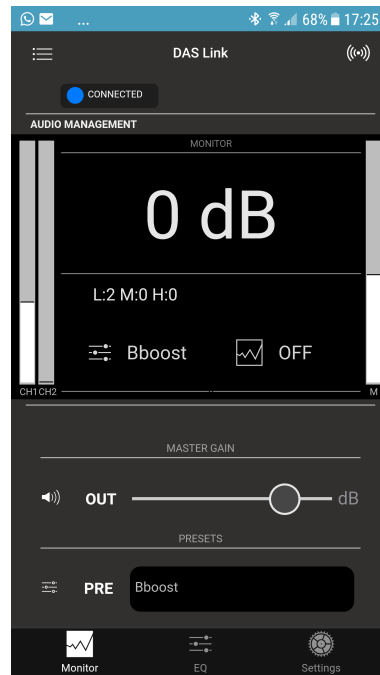 ... 68% 17:25
DAS Link
CONNECTED
AUDIO MANAGEMENT
MONITOR
0 dB
L:2 M:0 H:0
Bboost OFF
CH1 CH2 M
MASTER GAIN
OUT dB
PRESETS
PRE Bboost
Monitor EQ Settings